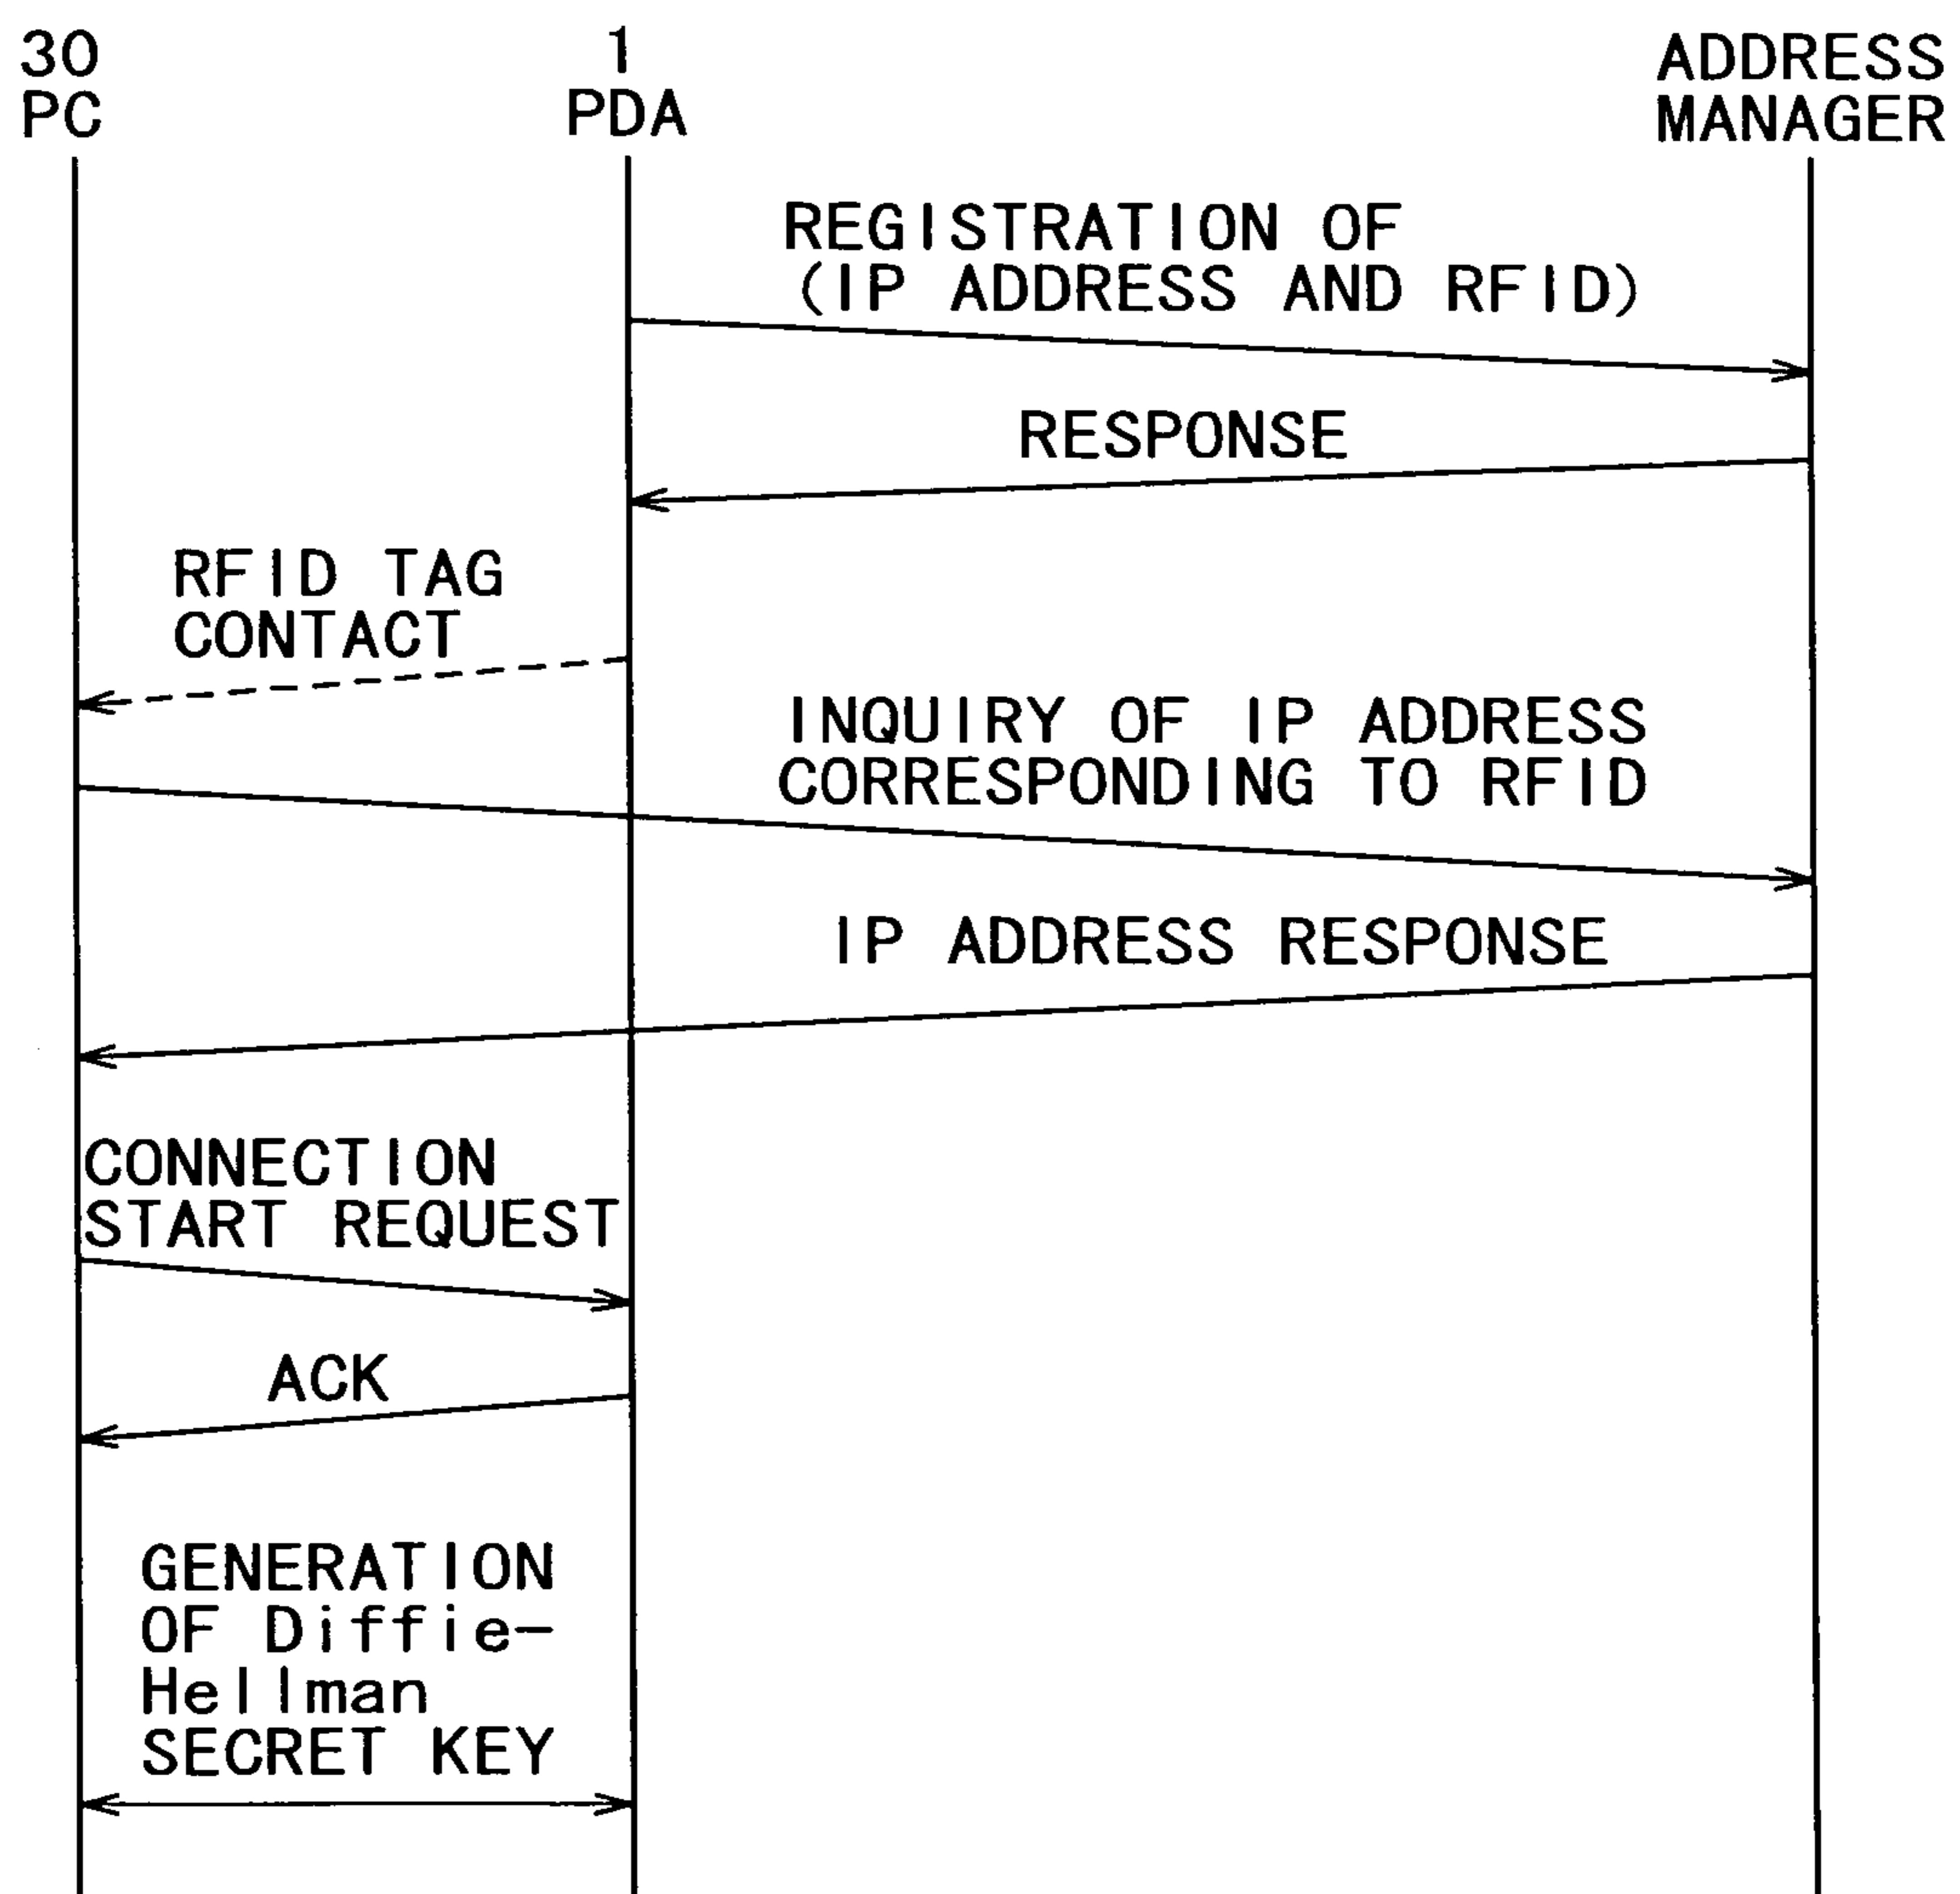 30
PC
1
PDA
ADDRESS
MANAGER
REGISTRATION OF
(IP ADDRESS AND RFID)
RESPONSE
RFID TAG
CONTACT
INQUIRY OF IP ADDRESS
CORRESPONDING TO RFID
IP ADDRESS RESPONSE
CONNECTION
START REQUEST
ACK
GENERATION
OF Diffie-
Hellman
SECRET KEY